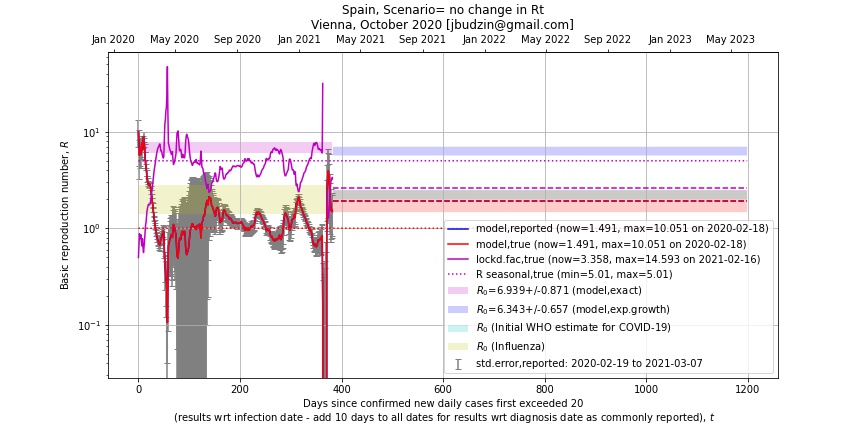 Spain, Scenario= no change in Rt
Vienna, October 2020 [jbudzin@gmail.com]
Jan 2020 May 2020 Sep 2020 Jan 2021 May 2021 Sep 2021 Jan 2022 May 2022 Sep 2022 Jan 2023 May 2023
Basic reproduction number, R
10¹
10⁰
10⁻¹
model,reported (now=1.491, max=10.051 on 2020-02-18)
model,true (now=1.491, max=10.051 on 2020-02-18)
lockd.fac,true (now=3.358, max=14.593 on 2021-02-16)
R seasonal,true (min=5.01, max=5.01)
R₀=6.939+/-0.871 (model,exact)
R₀=6.343+/-0.657 (model,exp.growth)
R₀ (Initial WHO estimate for COVID-19)
R₀ (Influenza)
std.error,reported: 2020-02-19 to 2021-03-07
0 200 400 600 800 1000 1200
Days since confirmed new daily cases first exceeded 20
(results wrt infection date - add 10 days to all dates for results wrt diagnosis date as commonly reported), t